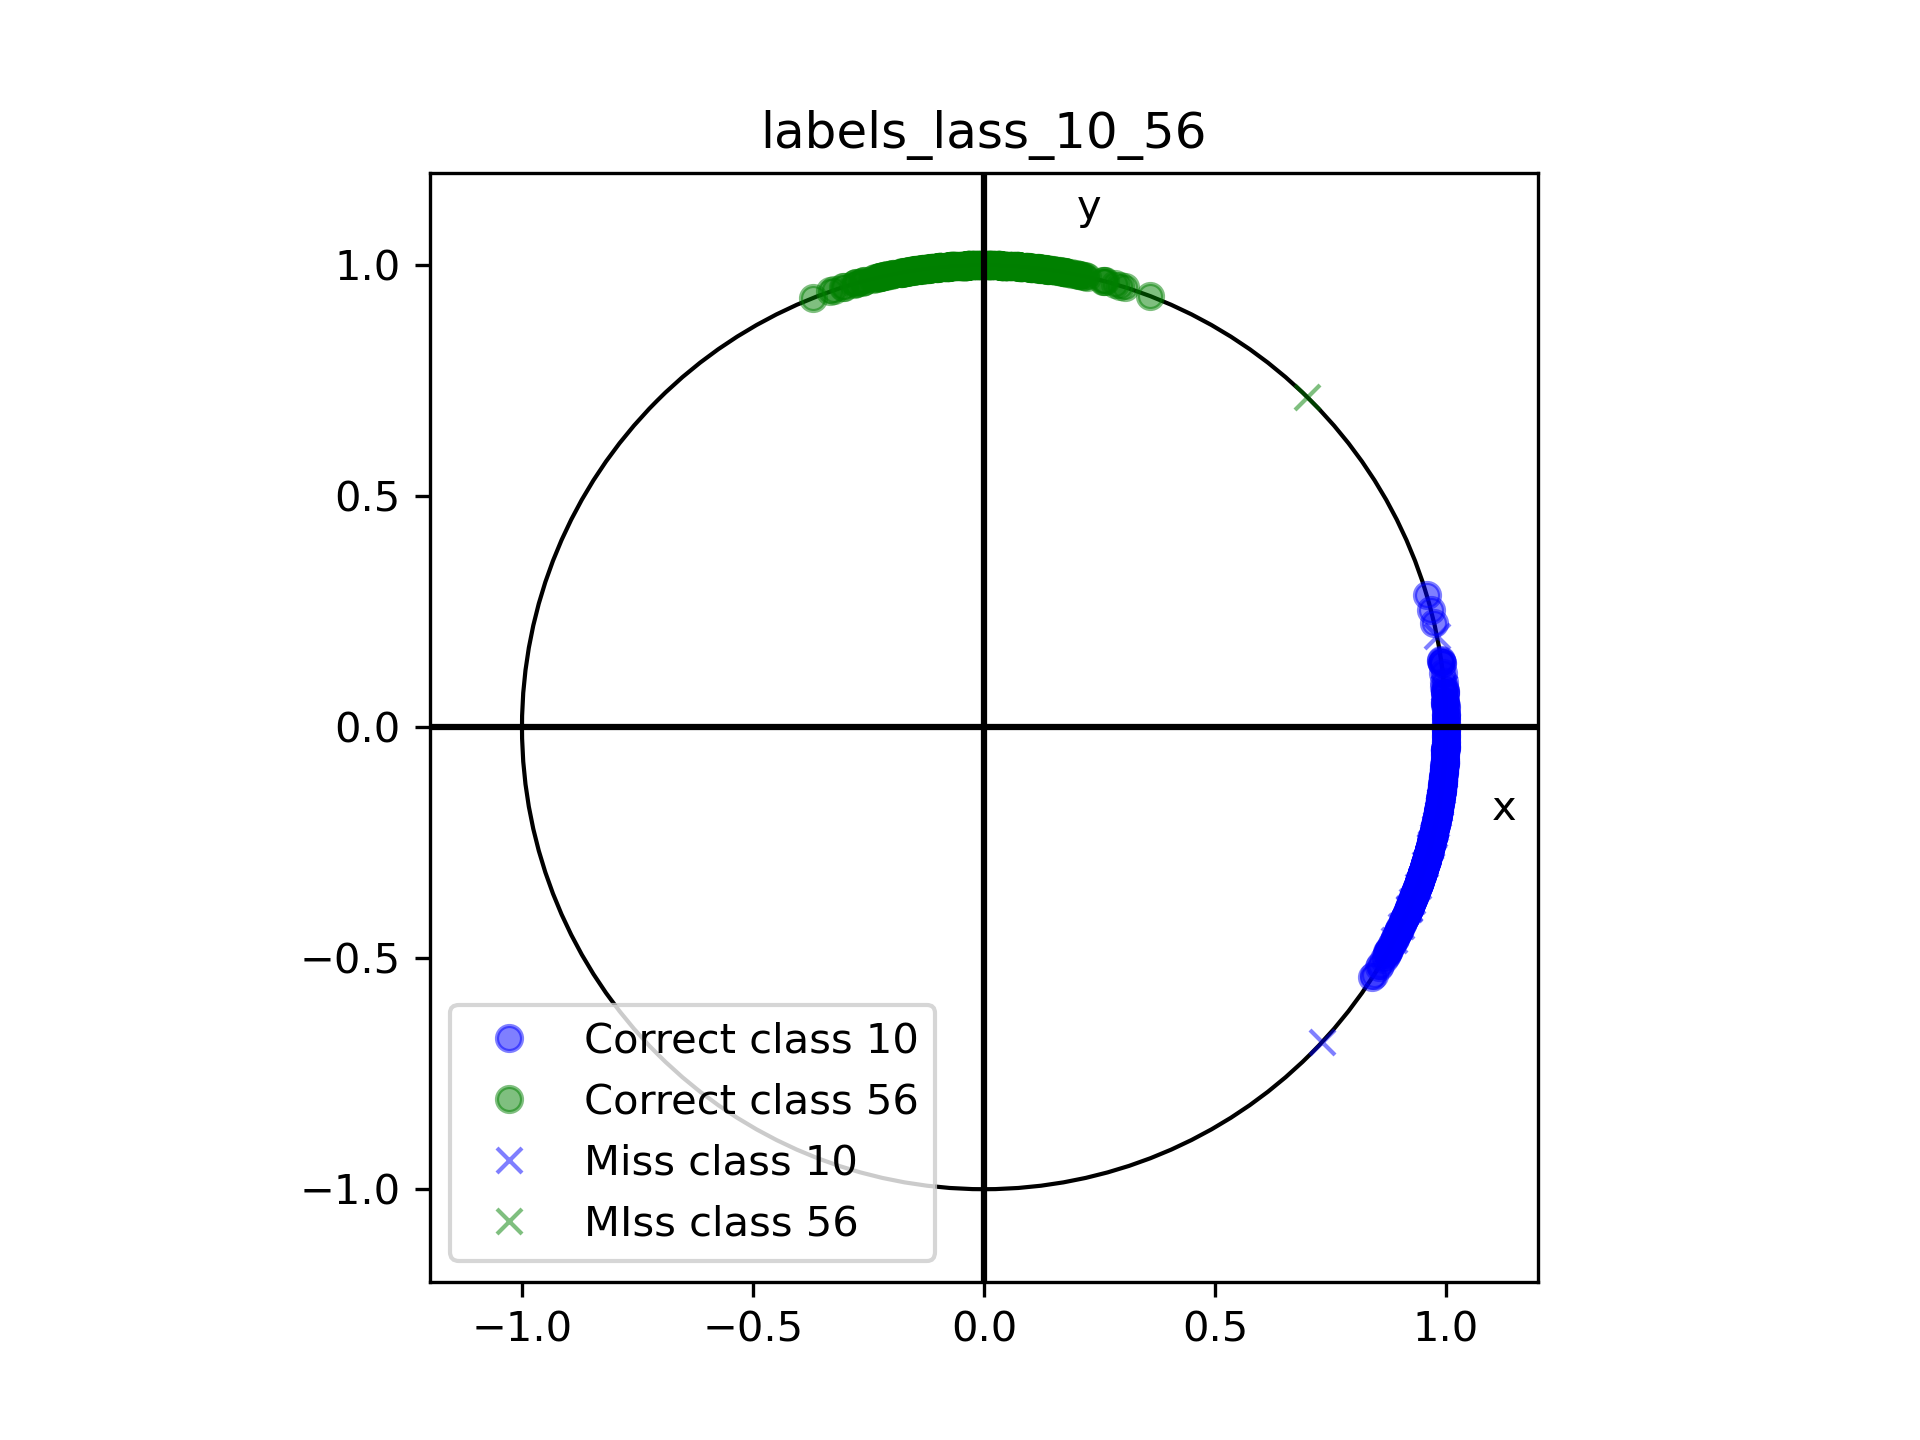 labels_lass_10_56
y
1.0
0.5
0.0
x
−0.5
−1.0
Correct class 10
Correct class 56
Miss class 10
MIss class 56
−1.0 −0.5 0.0 0.5 1.0